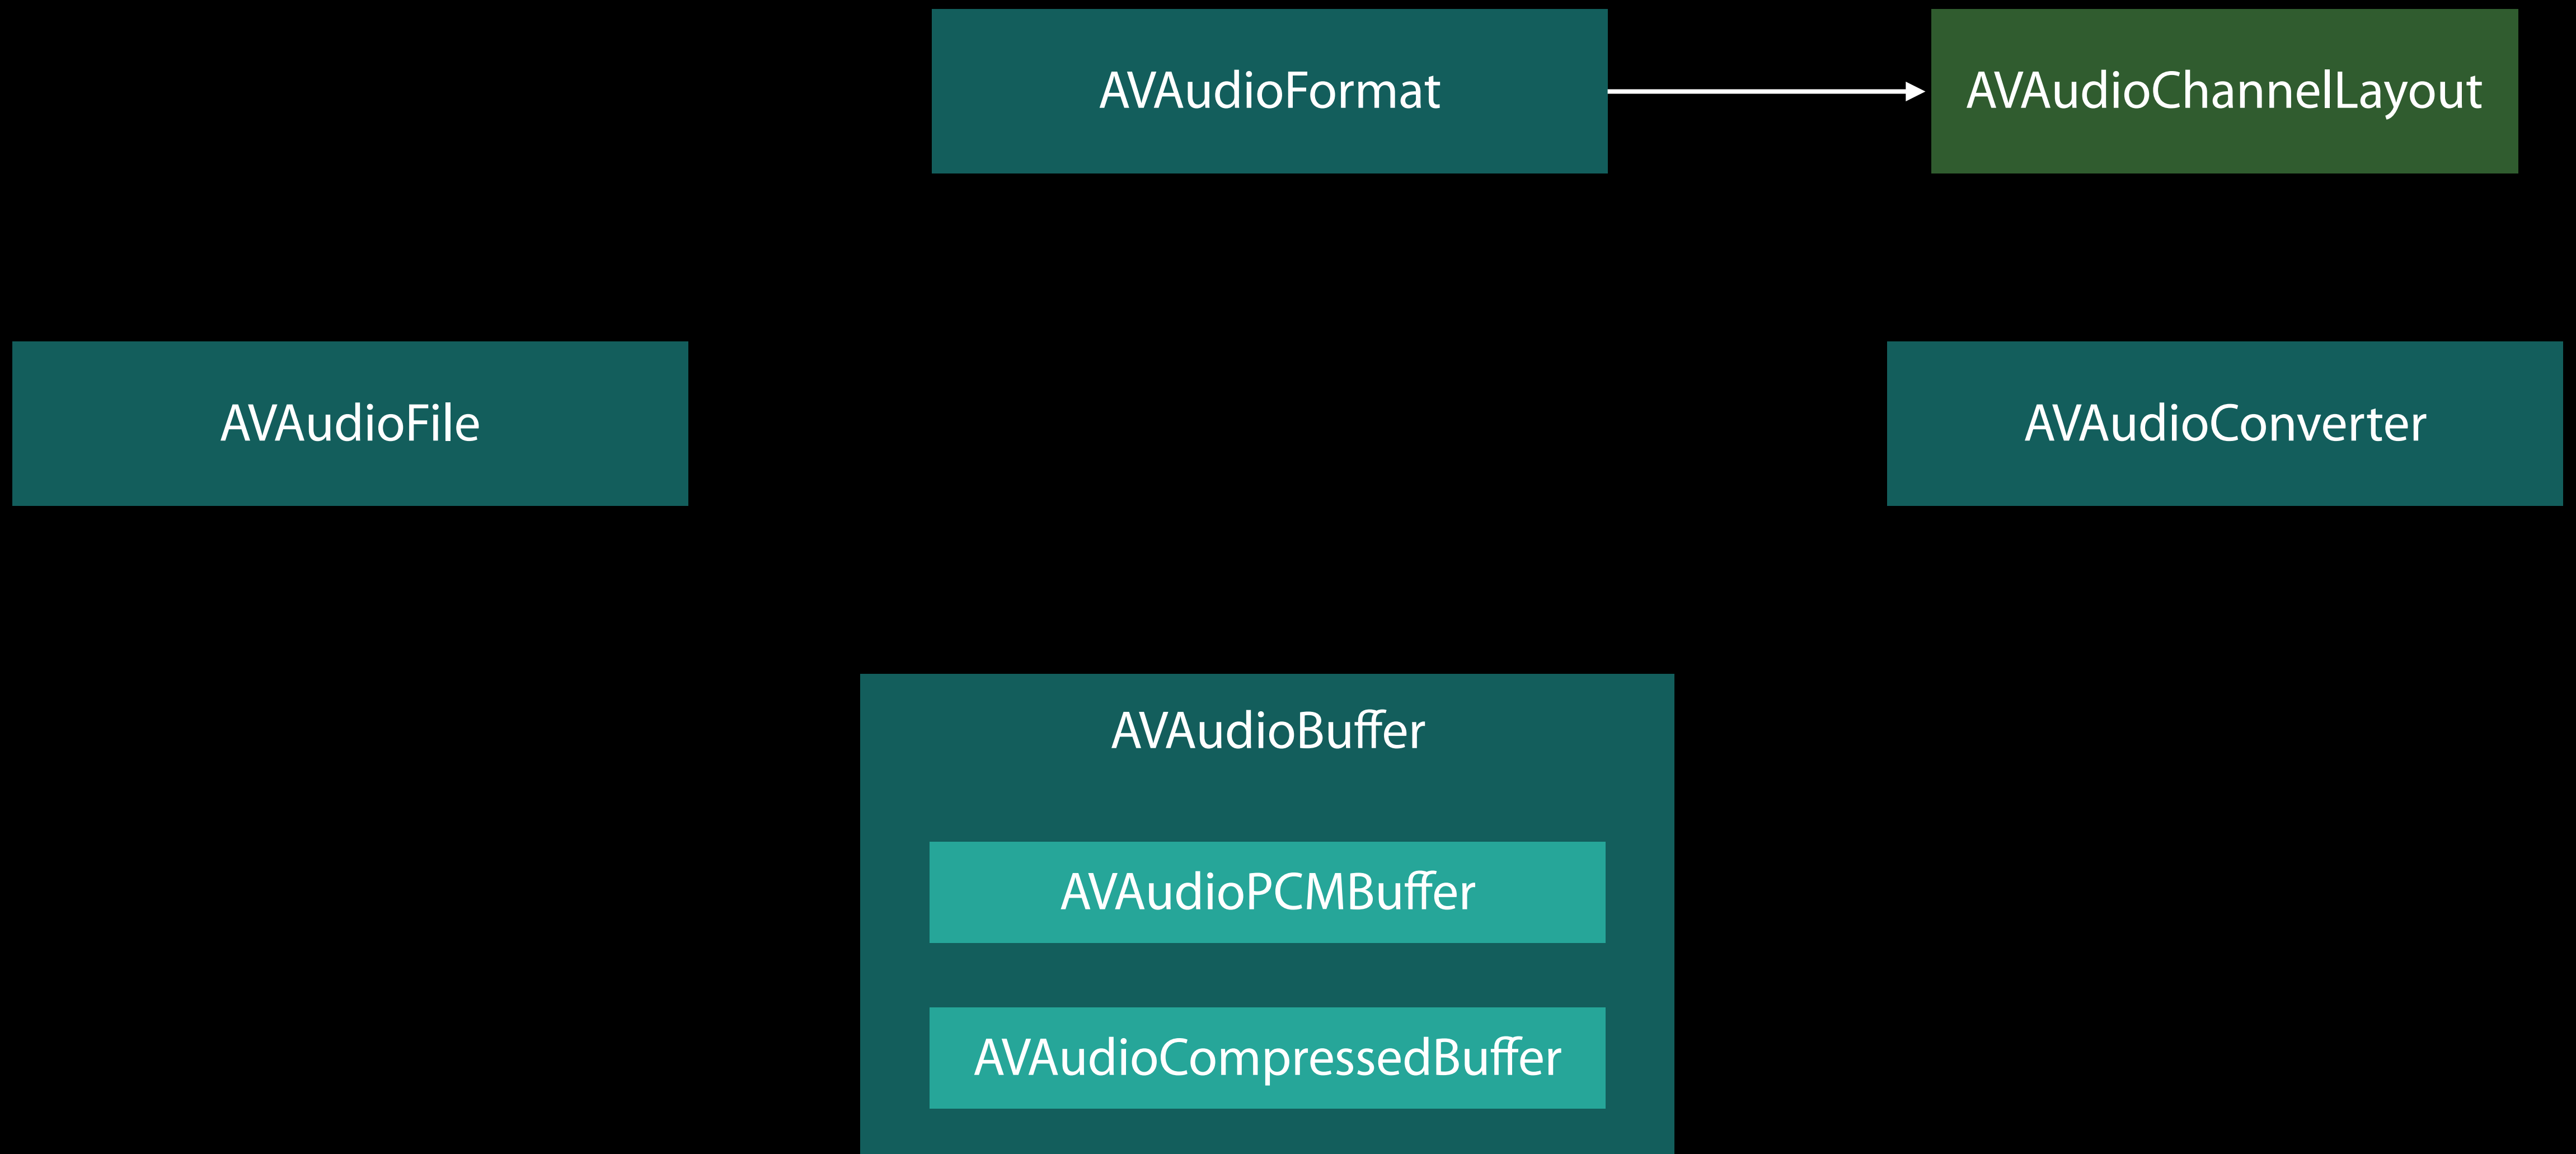 AVAudioFormat
AVAudioChannelLayout
AVAudioFile
AVAudioConverter
AVAudioBuffer
AVAudioPCMBuffer
AVAudioCompressedBuffer